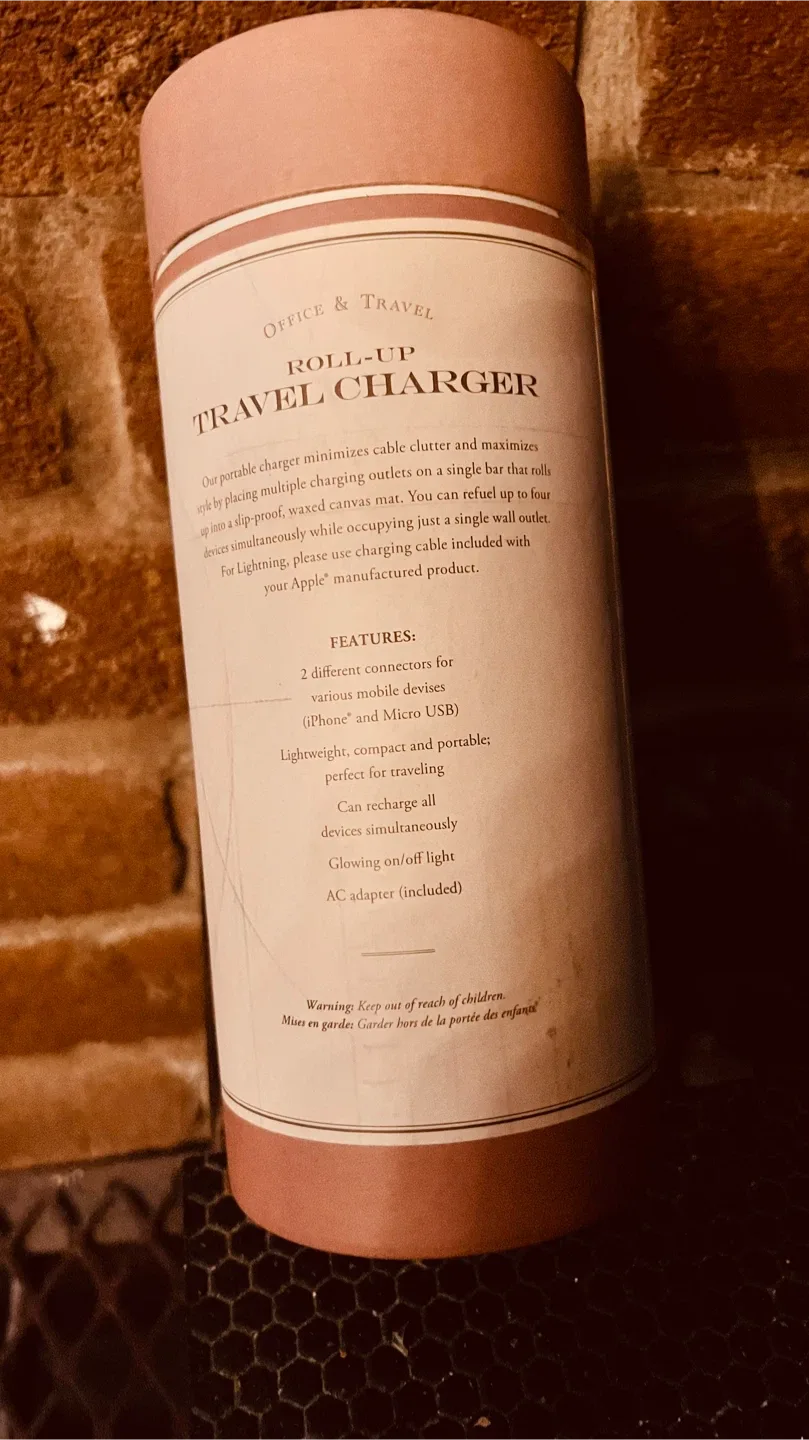 OFFICE & TRAVEL
ROLL-UP
TRAVEL CHARGER
Our portable charger minimizes cable clutter and maximizes
style by placing multiple charging outlets on a single bar that rolls
up into a slip-proof, waxed canvas mat. You can refuel up to four
devices simultaneously while occupying just a single wall outlet.
For Lightning, please use charging cable included with
your Apple® manufactured product.
FEATURES:
2 different connectors for
various mobile devises
(iPhone® and Micro USB)
Lightweight, compact and portable;
perfect for traveling
Can recharge all
devices simultaneously
Glowing on/off light
AC adapter (included)
Warning: Keep out of reach of children.
Mises en garde: Garder hors de la portée des enfants